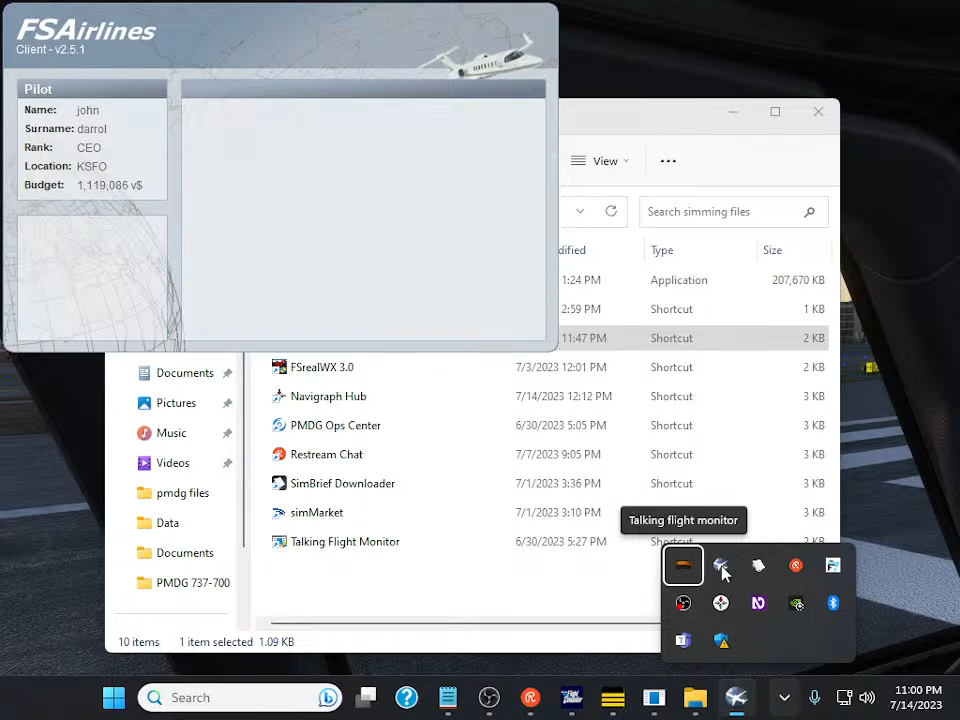 FSAirlines
Client - v2.5.1
Pilot
Name: john
Surname: darrol
Rank: CEO
Location: KSFO
Budget: 1,119,086 v$
View
Search simming files
dified
Type
Size
1:24 PM Application 207,670 KB
2:59 PM Shortcut 1 KB
11:47 PM Shortcut 2 KB
FSrealWX 3.0 7/3/2023 12:01 PM Shortcut 2 KB
Navigraph Hub 7/14/2023 12:12 PM Shortcut 3 KB
PMDG Ops Center 6/30/2023 5:05 PM Shortcut 3 KB
Restream Chat 7/7/2023 9:05 PM Shortcut 3 KB
SimBrief Downloader 7/1/2023 3:36 PM Shortcut 3 KB
simMarket 7/1/2023 3:10 PM Shortcut 3 KB
Talking Flight Monitor 6/30/2023 5:27 PM Shortcut 3 KB
Documents
Pictures
Music
Videos
pmdg files
Data
Documents
PMDG 737-700
Talking flight monitor
10 items 1 item selected 1.09 KB
Search
11:00 PM
7/14/2023